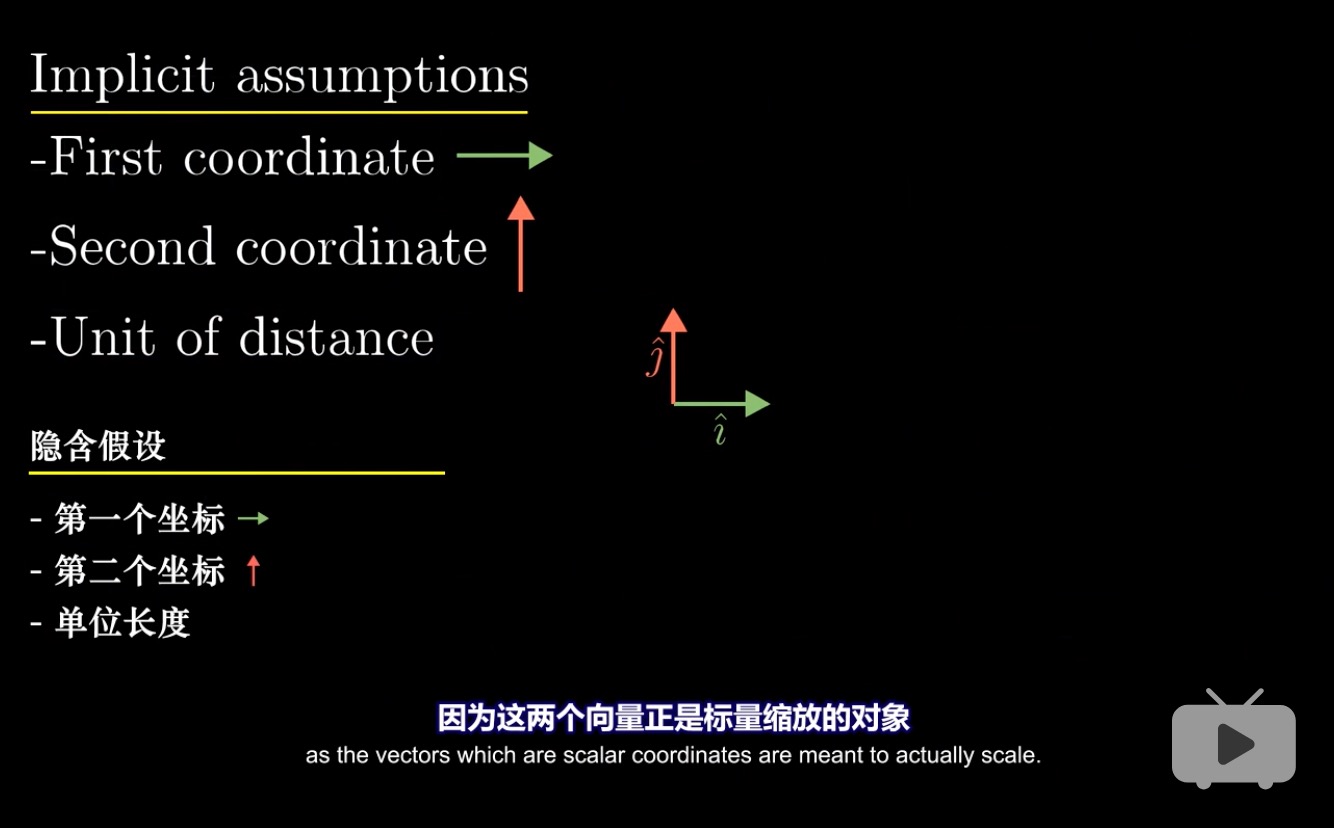 Implicit assumptions
-First coordinate
-Second coordinate
-Unit of distance
ĵ
î
隐含假设
- 第一个坐标
- 第二个坐标
- 单位长度
因为这两个向量正是标量缩放的对象
as the vectors which are scalar coordinates are meant to actually scale.